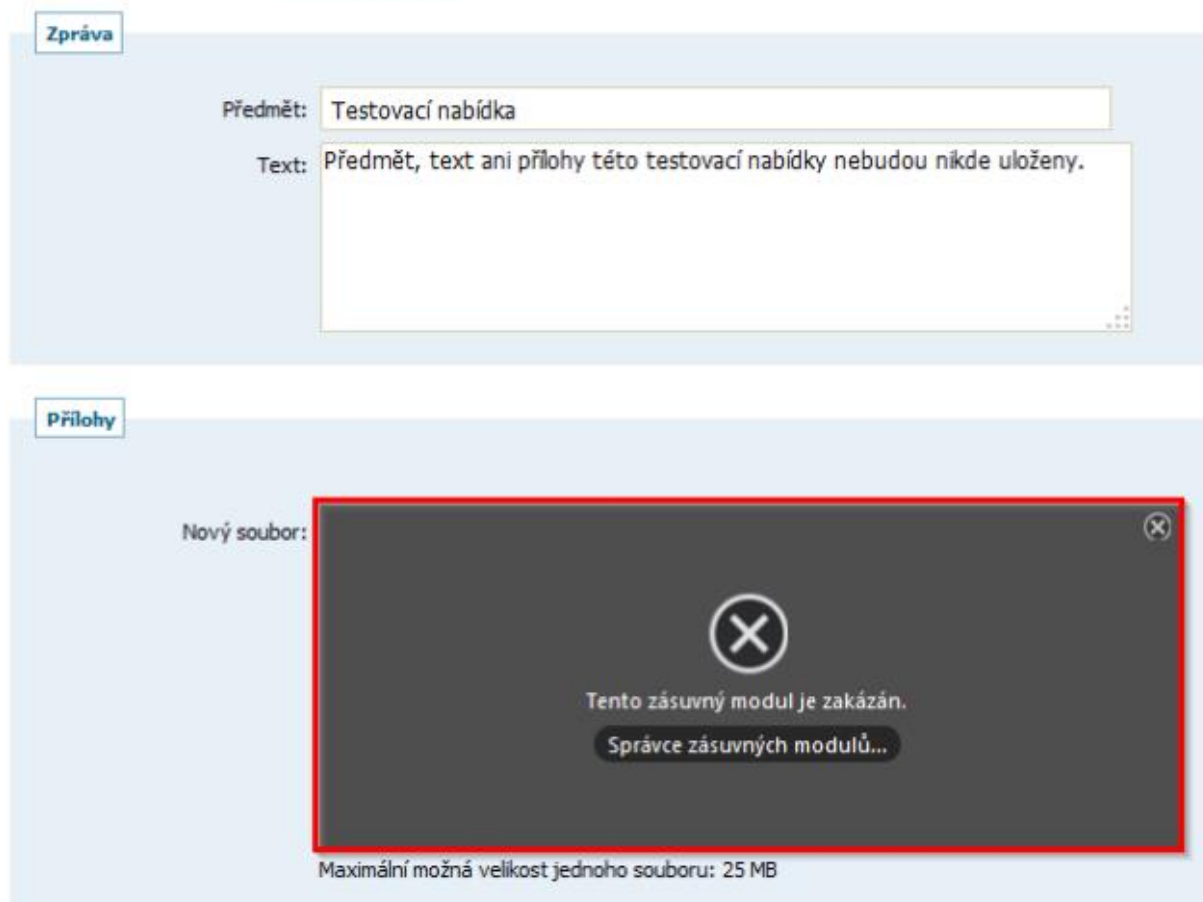 Zpráva
Předmět: Testovací nabídka
Text: Předmět, text ani přílohy této testovací nabídky nebudou nikde uloženy.
Přílohy
Nový soubor:
Tento zásuvný modul je zakázán.
Správce zásuvných modulů...
Maximální možná velikost jednoho souboru: 25 MB